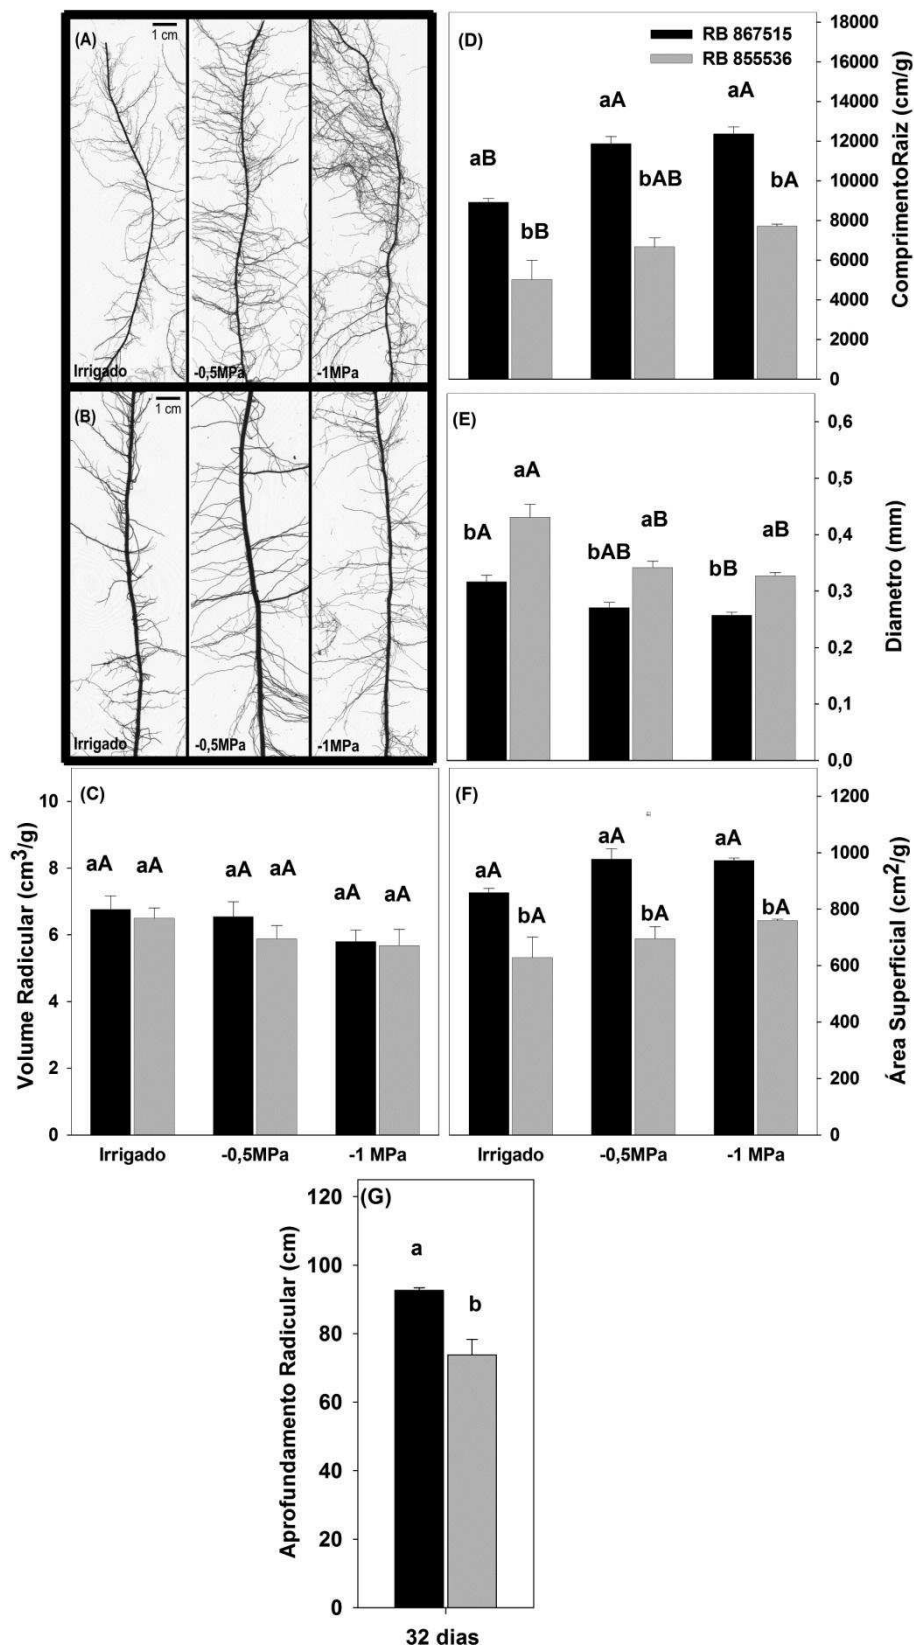 (A)
1 cm
Irrigado
-0,5MPa
-1MPa
(B)
1 cm
Irrigado
-0,5MPa
-1MPa
(D)
RB 867515
RB 855536
aB
bB
aA
bAB
aA
bA
18000
16000
14000
12000
10000
8000
6000
4000
2000
0
ComprimentoRaiz (cm/g)
(E)
bA
aA
bAB
aB
bB
aB
0,6
0,5
0,4
0,3
0,2
0,1
0,0
Diametro (mm)
(C)
Volume Radicular (cm3/g)
10
8
6
4
2
0
aA
aA
aA
aA
aA
aA
Irrigado
-0,5MPa
-1 MPa
(F)
aA
bA
aA
bA
aA
bA
1200
1000
800
600
400
200
0
Área Superficial (cm2/g)
Irrigado
-0,5MPa
-1 MPa
(G)
Aprofundamento Radicular (cm)
120
100
80
60
40
20
0
a
b
32 dias